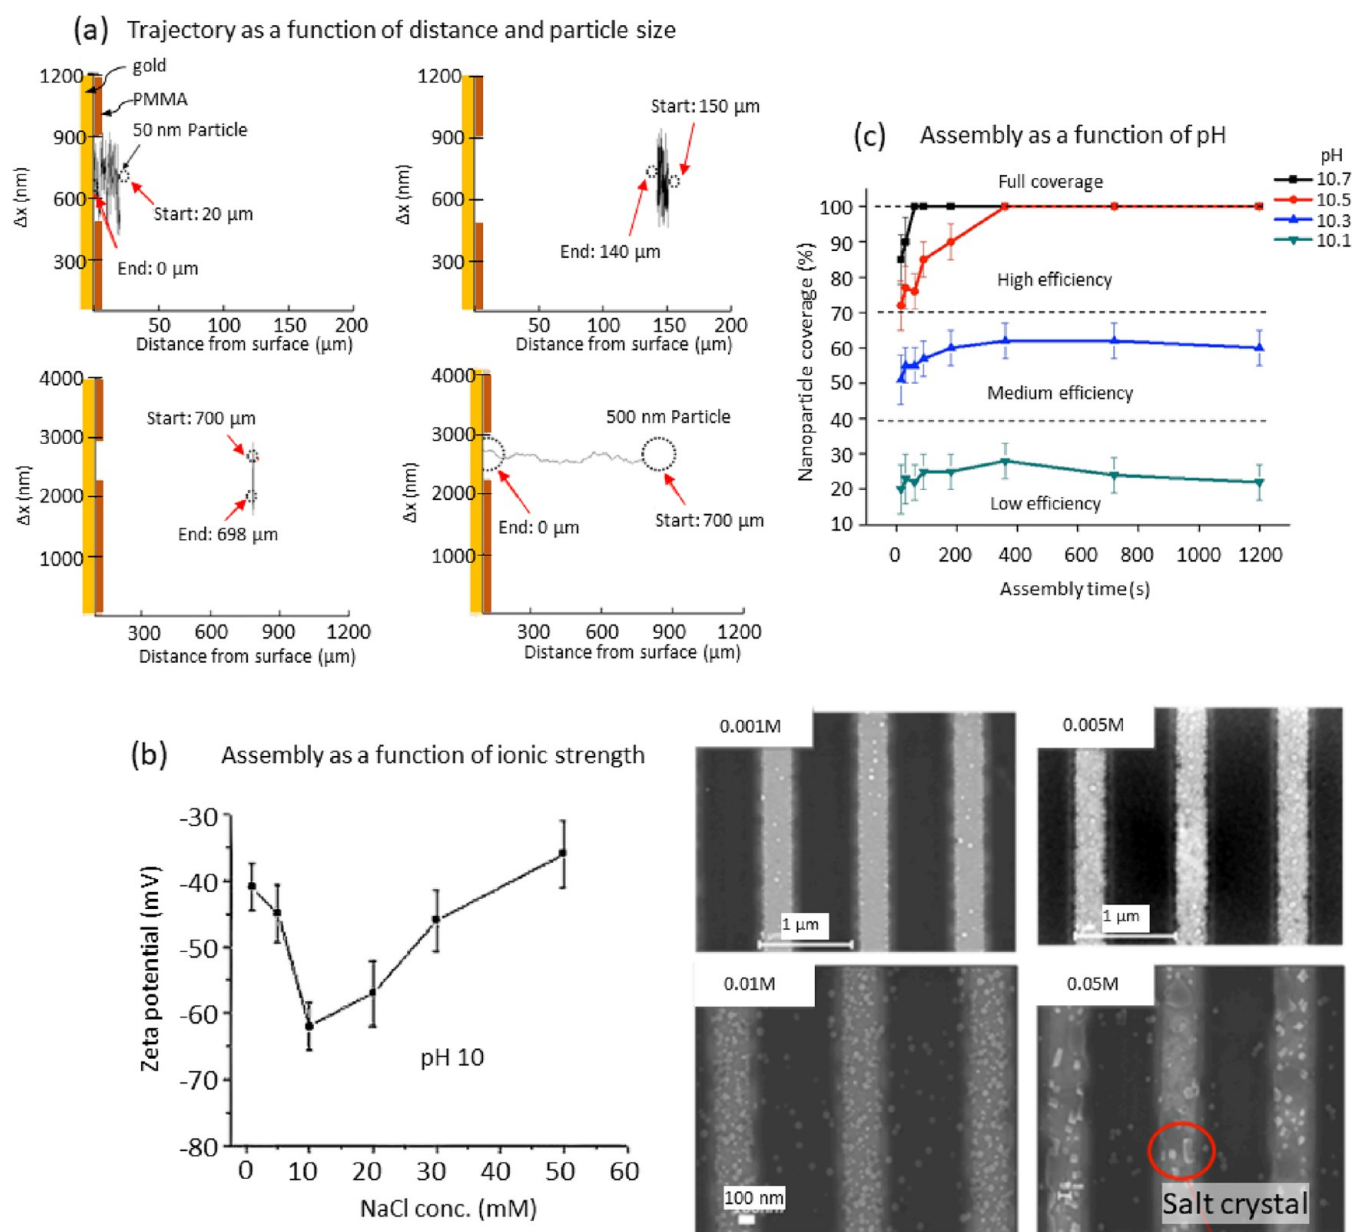 (a) Trajectory as a function of distance and particle size
gold
PMMA
50 nm Particle
Start: 20 µm
End: 0 µm
1200
900
600
300
Δx (nm)
50 100 150 200
Distance from surface (µm)
1200
900
600
300
Δx (nm)
Start: 150 µm
End: 140 µm
50 100 150 200
Distance from surface (µm)
4000
3000
2000
1000
Δx (nm)
Start: 700 µm
End: 698 µm
300 600 900 1200
Distance from surface (µm)
4000
3000
2000
1000
Δx (nm)
500 nm Particle
End: 0 µm
Start: 700 µm
300 600 900 1200
Distance from surface (µm)
(c) Assembly as a function of pH
pH
10.7
10.5
10.3
10.1
Full coverage
High efficiency
Medium efficiency
Low efficiency
100
90
80
70
60
50
40
30
20
10
Nanoparticle coverage (%)
0 200 400 600 800 1000 1200
Assembly time (s)
(b) Assembly as a function of ionic strength
-30
-40
-50
-60
-70
-80
Zeta potential (mV)
pH 10
0 10 20 30 40 50 60
NaCl conc. (mM)
0.001M
1 µm
0.005M
1 µm
0.01M
100 nm
0.05M
Salt crystal